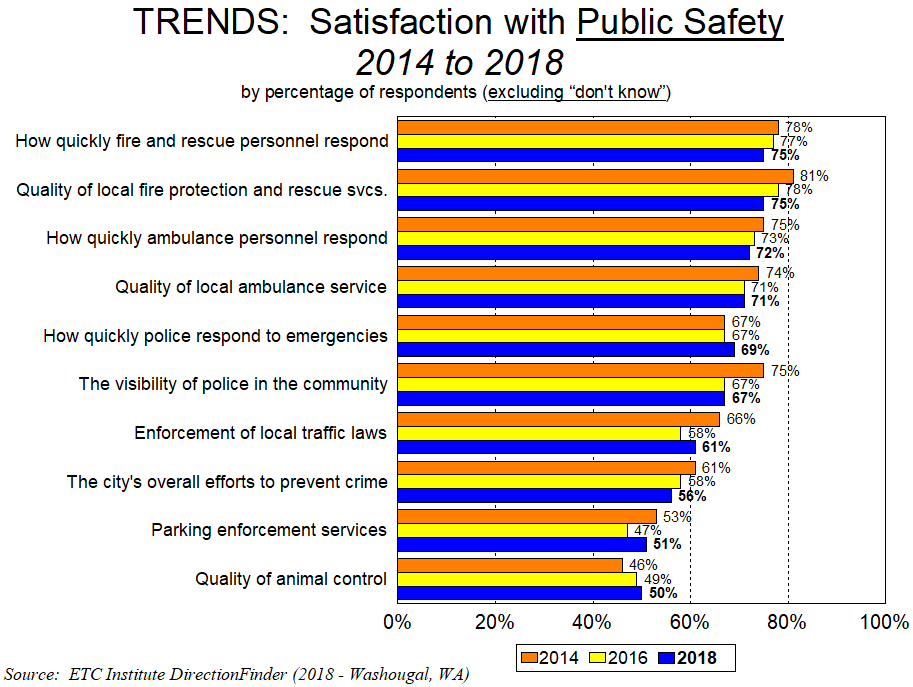 TRENDS:  Satisfaction with Public Safety
2014 to 2018
by percentage of respondents (excluding “don't know”)
How quickly fire and rescue personnel respond
78%
77%
75%
Quality of local fire protection and rescue svcs.
81%
78%
75%
How quickly ambulance personnel respond
75%
73%
72%
Quality of local ambulance service
74%
71%
71%
How quickly police respond to emergencies
67%
67%
69%
The visibility of police in the community
75%
67%
67%
Enforcement of local traffic laws
66%
58%
61%
The city's overall efforts to prevent crime
61%
58%
56%
Parking enforcement services
53%
47%
51%
Quality of animal control
46%
49%
50%
0% 20% 40% 60% 80% 100%
2014 2016 2018
Source:  ETC Institute DirectionFinder (2018 - Washougal, WA)